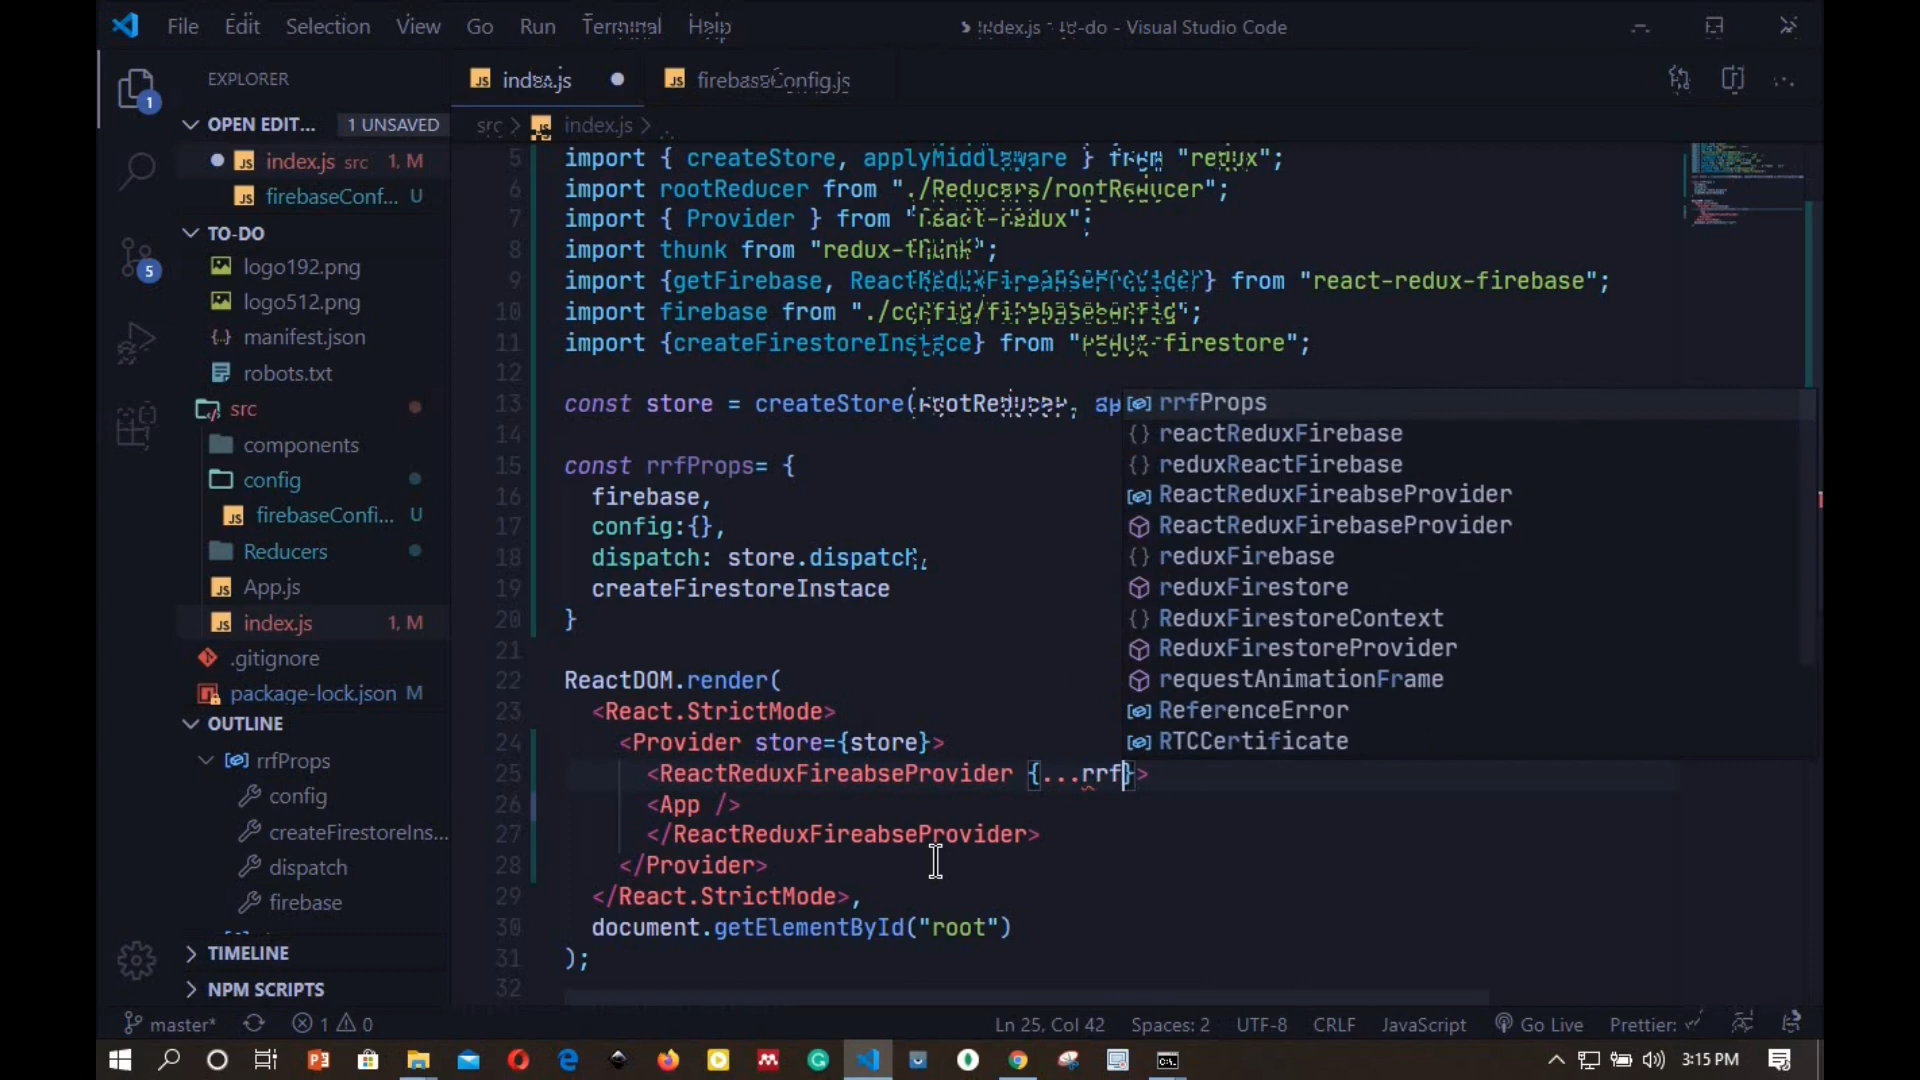 File Edit Selection View Go Run Terminal Help
index.js - to-do - Visual Studio Code
EXPLORER
index.js
firebaseConfig.js
OPEN EDIT... 1 UNSAVED
index.js src 1, M
firebaseConf... U
TO-DO
logo192.png
logo512.png
manifest.json
robots.txt
src
components
config
firebaseConfi... U
Reducers
App.js
index.js 1, M
.gitignore
package-lock.json M
OUTLINE
rrfProps
config
createFirestoreIns...
dispatch
firebase
TIMELINE
NPM SCRIPTS
src > index.js >
5 import { createStore, applyMiddleware } from "redux";
6 import rootReducer from "./Reducers/rootReducer";
7 import { Provider } from "react-redux";
8 import thunk from "redux-thunk";
9 import {getFirebase, ReactReduxFireabseProvider} from "react-redux-firebase";
10 import firebase from "./config/firebaseConfig";
11 import {createFirestoreInstace} from "redux-firestore";
12
13 const store = createStore(rootReducer, ap
14
15 const rrfProps= {
16 firebase,
17 config:{},
18 dispatch: store.dispatch,
19 createFirestoreInstace
20 }
21
22 ReactDOM.render(
23 <React.StrictMode>
24 <Provider store={store}>
25 <ReactReduxFireabseProvider {...rrf}>
26 <App />
27 </ReactReduxFireabseProvider>
28 </Provider>
29 </React.StrictMode>,
30 document.getElementById("root")
31 );
32
rrfProps
reactReduxFirebase
reduxReactFirebase
ReactReduxFireabseProvider
ReactReduxFirebaseProvider
reduxFirebase
reduxFirestore
ReduxFirestoreContext
ReduxFirestoreProvider
requestAnimationFrame
ReferenceError
RTCCertificate
master* 1 0 Ln 25, Col 42 Spaces: 2 UTF-8 CRLF JavaScript Go Live Prettier:
3:15 PM